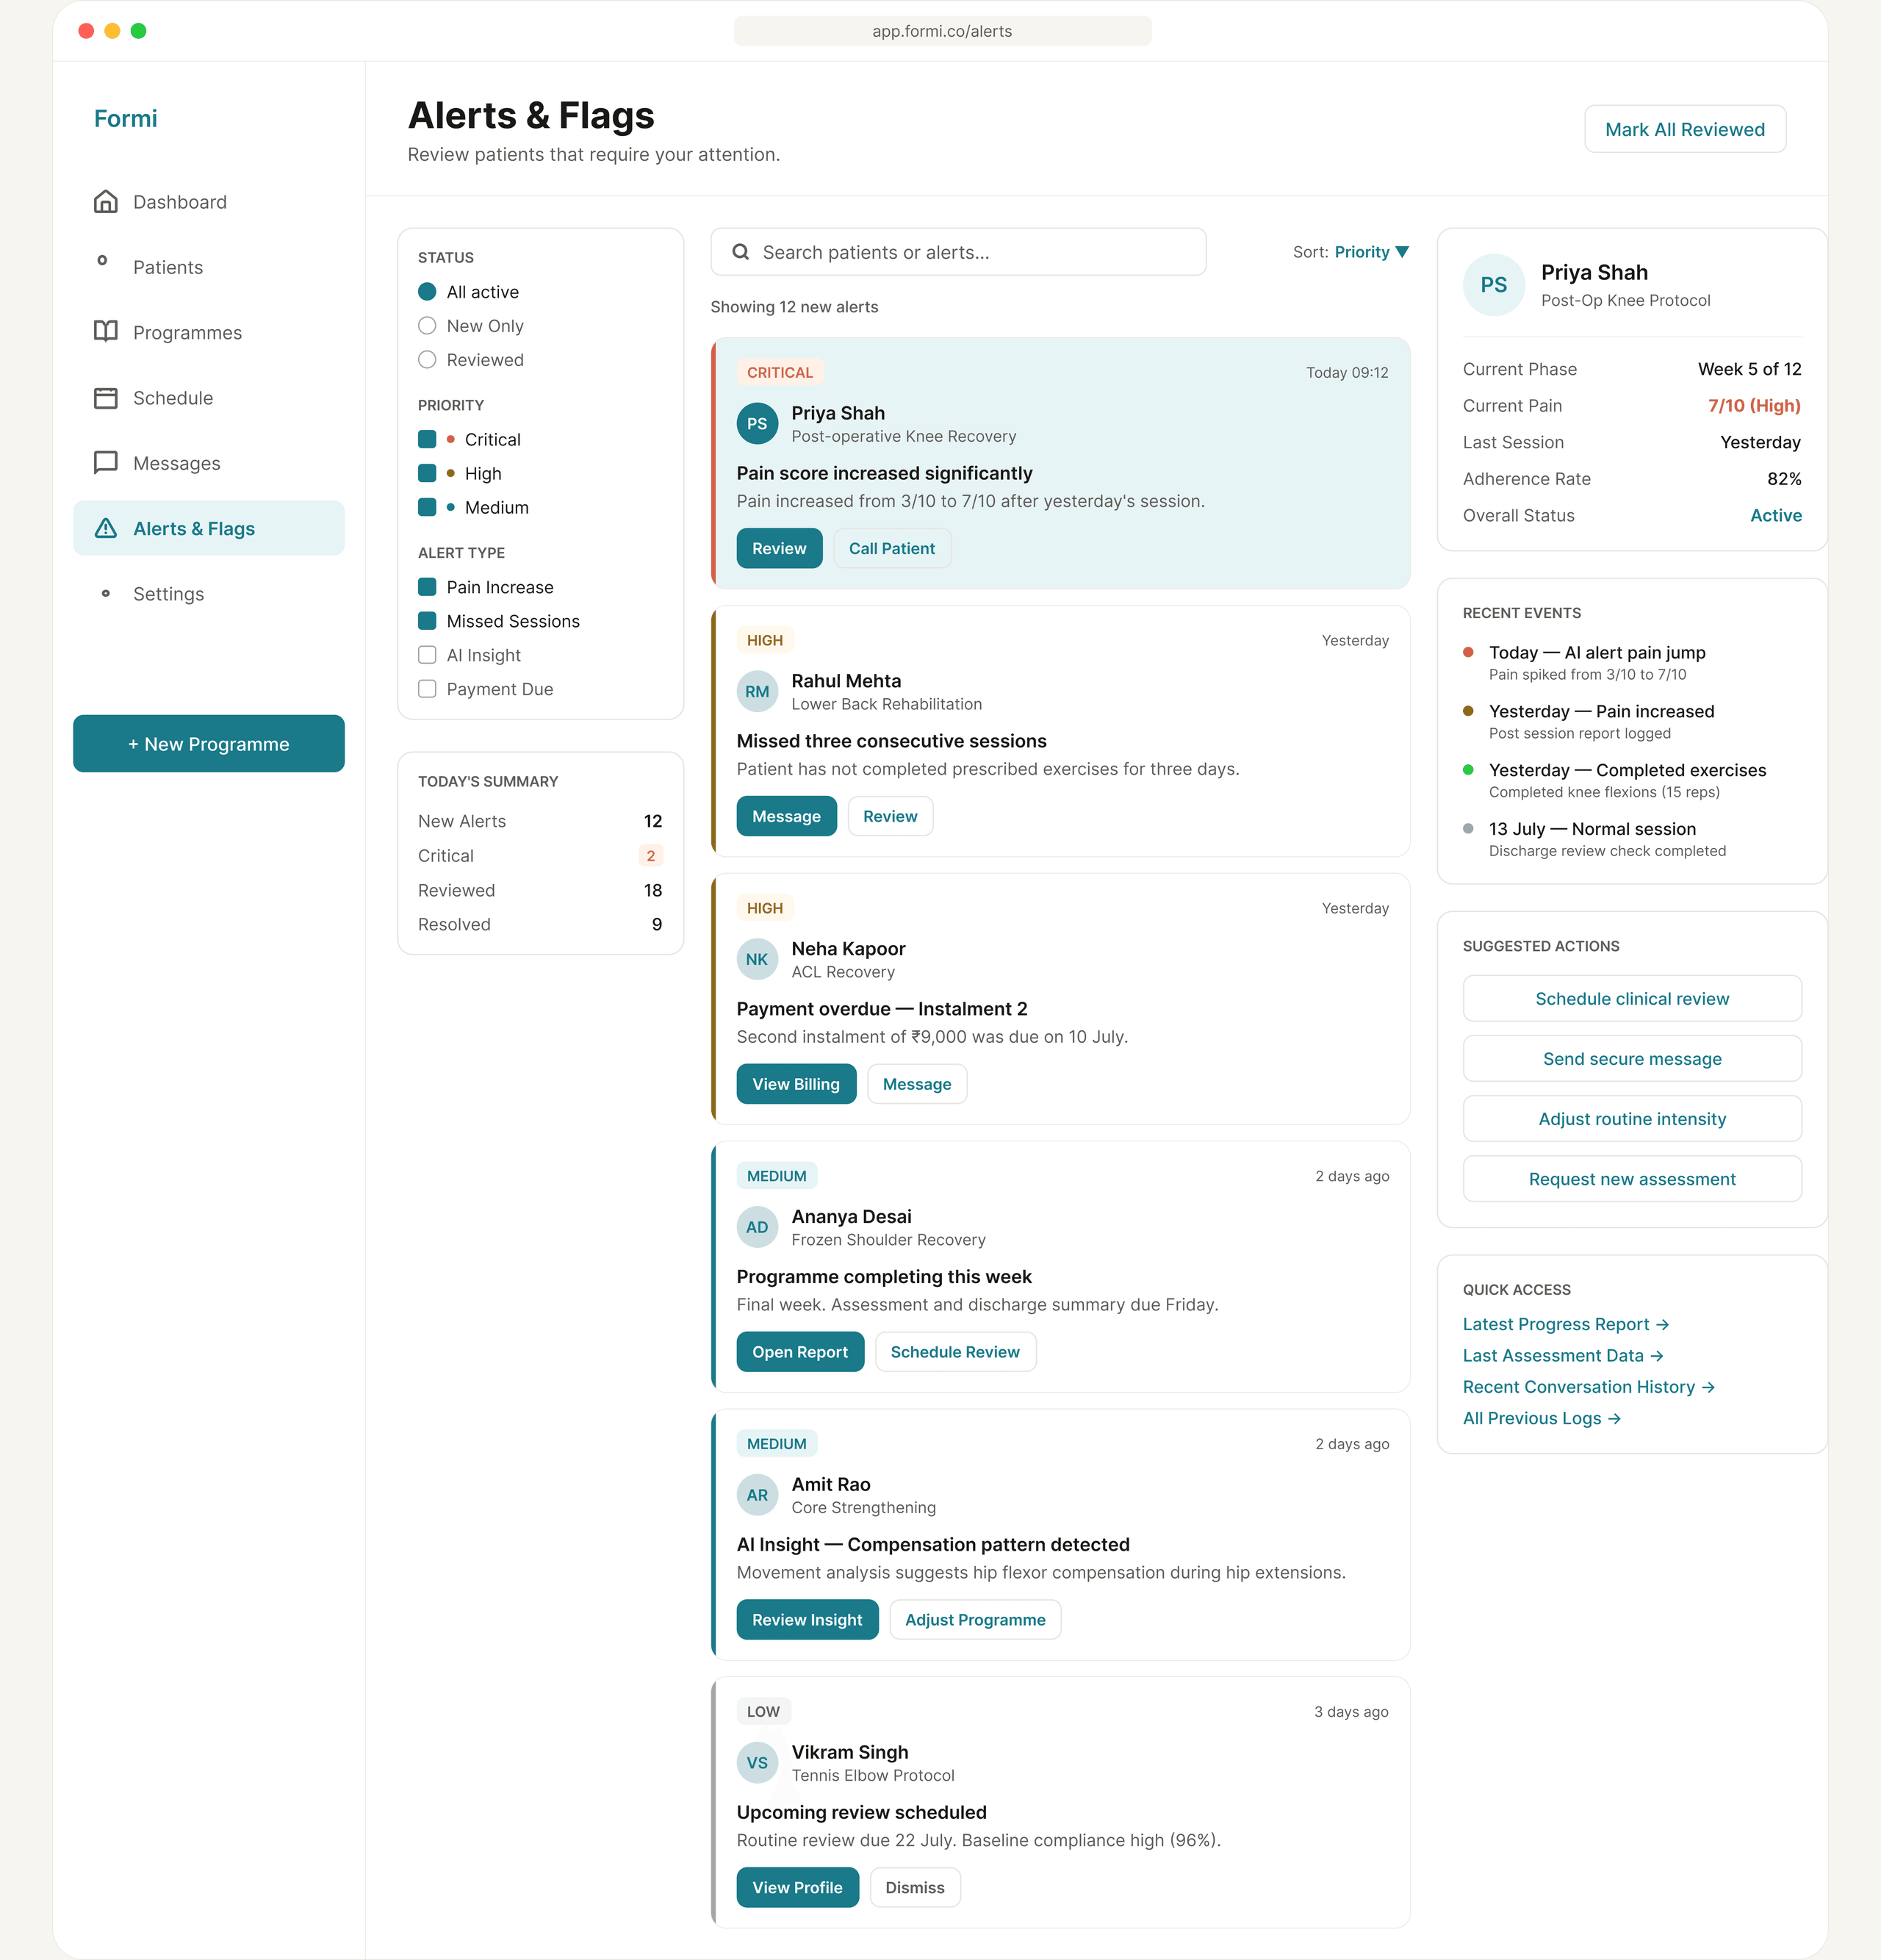 app.formi.co/alerts
Formi
Dashboard
Patients
Programmes
Schedule
Messages
Alerts & Flags
Settings
+ New Programme
Alerts & Flags
Review patients that require your attention.
Mark All Reviewed
STATUS
All active
New Only
Reviewed
PRIORITY
Critical
High
Medium
ALERT TYPE
Pain Increase
Missed Sessions
AI Insight
Payment Due
TODAY'S SUMMARY
New Alerts 12
Critical 2
Reviewed 18
Resolved 9
Search patients or alerts...
Sort: Priority ▼
Showing 12 new alerts
CRITICAL
Today 09:12
PS
Priya Shah
Post-operative Knee Recovery
Pain score increased significantly
Pain increased from 3/10 to 7/10 after yesterday's session.
Review
Call Patient
HIGH
Yesterday
RM
Rahul Mehta
Lower Back Rehabilitation
Missed three consecutive sessions
Patient has not completed prescribed exercises for three days.
Message
Review
HIGH
Yesterday
NK
Neha Kapoor
ACL Recovery
Payment overdue — Instalment 2
Second instalment of ₹9,000 was due on 10 July.
View Billing
Message
MEDIUM
2 days ago
AD
Ananya Desai
Frozen Shoulder Recovery
Programme completing this week
Final week. Assessment and discharge summary due Friday.
Open Report
Schedule Review
MEDIUM
2 days ago
AR
Amit Rao
Core Strengthening
AI Insight — Compensation pattern detected
Movement analysis suggests hip flexor compensation during hip extensions.
Review Insight
Adjust Programme
LOW
3 days ago
VS
Vikram Singh
Tennis Elbow Protocol
Upcoming review scheduled
Routine review due 22 July. Baseline compliance high (96%).
View Profile
Dismiss
PS
Priya Shah
Post-Op Knee Protocol
Current Phase Week 5 of 12
Current Pain 7/10 (High)
Last Session Yesterday
Adherence Rate 82%
Overall Status Active
RECENT EVENTS
Today — AI alert pain jump
Pain spiked from 3/10 to 7/10
Yesterday — Pain increased
Post session report logged
Yesterday — Completed exercises
Completed knee flexions (15 reps)
13 July — Normal session
Discharge review check completed
SUGGESTED ACTIONS
Schedule clinical review
Send secure message
Adjust routine intensity
Request new assessment
QUICK ACCESS
Latest Progress Report →
Last Assessment Data →
Recent Conversation History →
All Previous Logs →